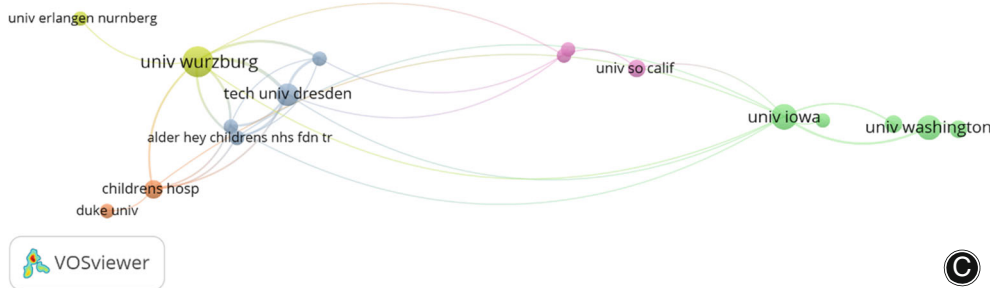 univ erlangen nurnberg
univ wurzburg
univ so calif
tech univ dresden
univ iowa
univ washington
alder hey childrens nhs fdn tr
childrens hosp
duke univ
VOSviewer
C